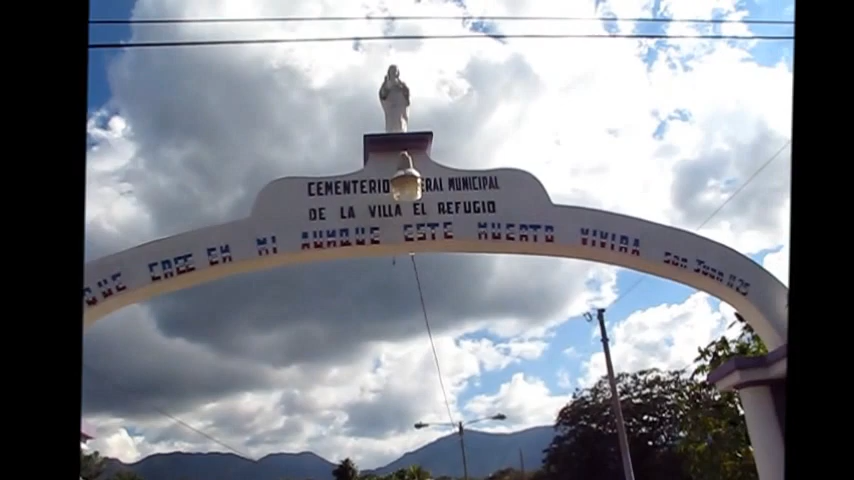 CEMENTERIO ERAL MUNICIPAL
DE LA VILLA EL REFUGIO
QUE CREE EN MI AUNQUE ESTE MUERTO VIVIRA San Juan 11.25